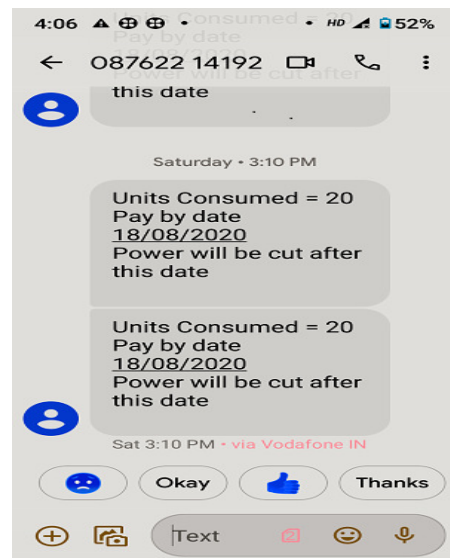 4:06 HD 52%
Pay by date
087622 14192
Power will be cut after
this date
Saturday • 3:10 PM
Units Consumed = 20
Pay by date
18/08/2020
Power will be cut after
this date
Units Consumed = 20
Pay by date
18/08/2020
Power will be cut after
this date
Sat 3:10 PM • via Vodafone IN
Okay
Thanks
Text
2